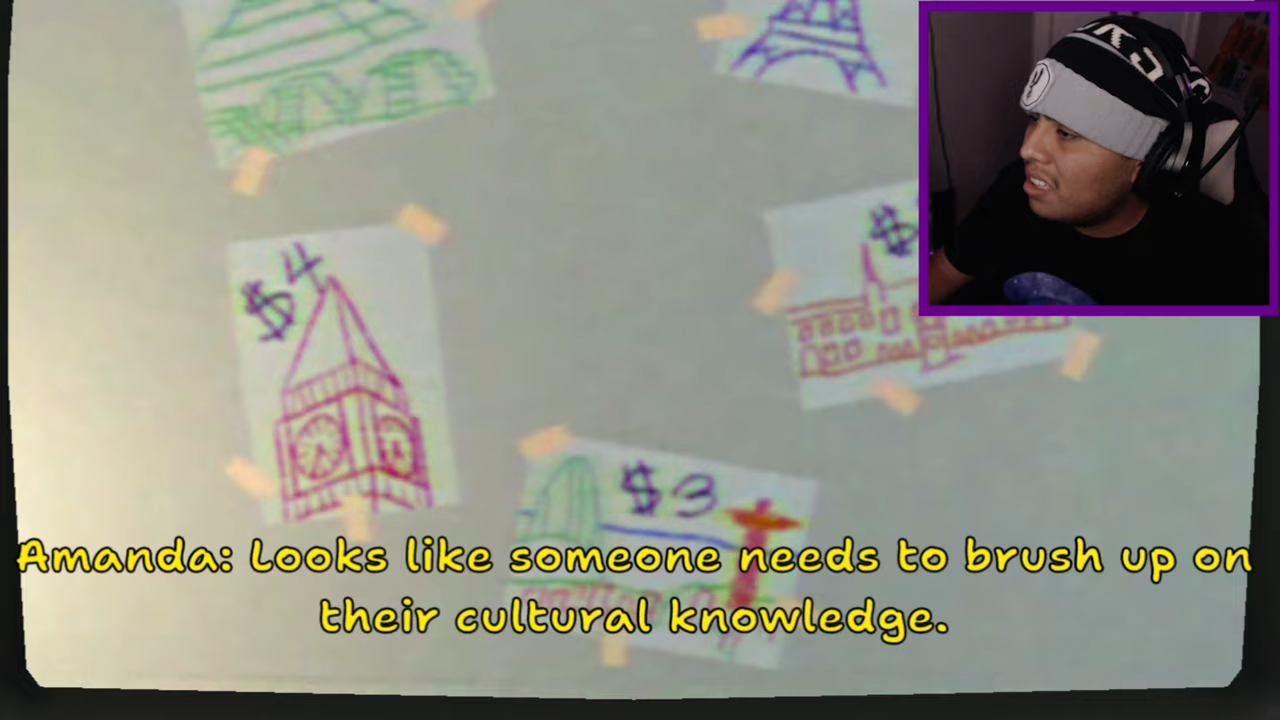 $4
$
$3
Amanda: Looks like someone needs to brush up on
their cultural knowledge.